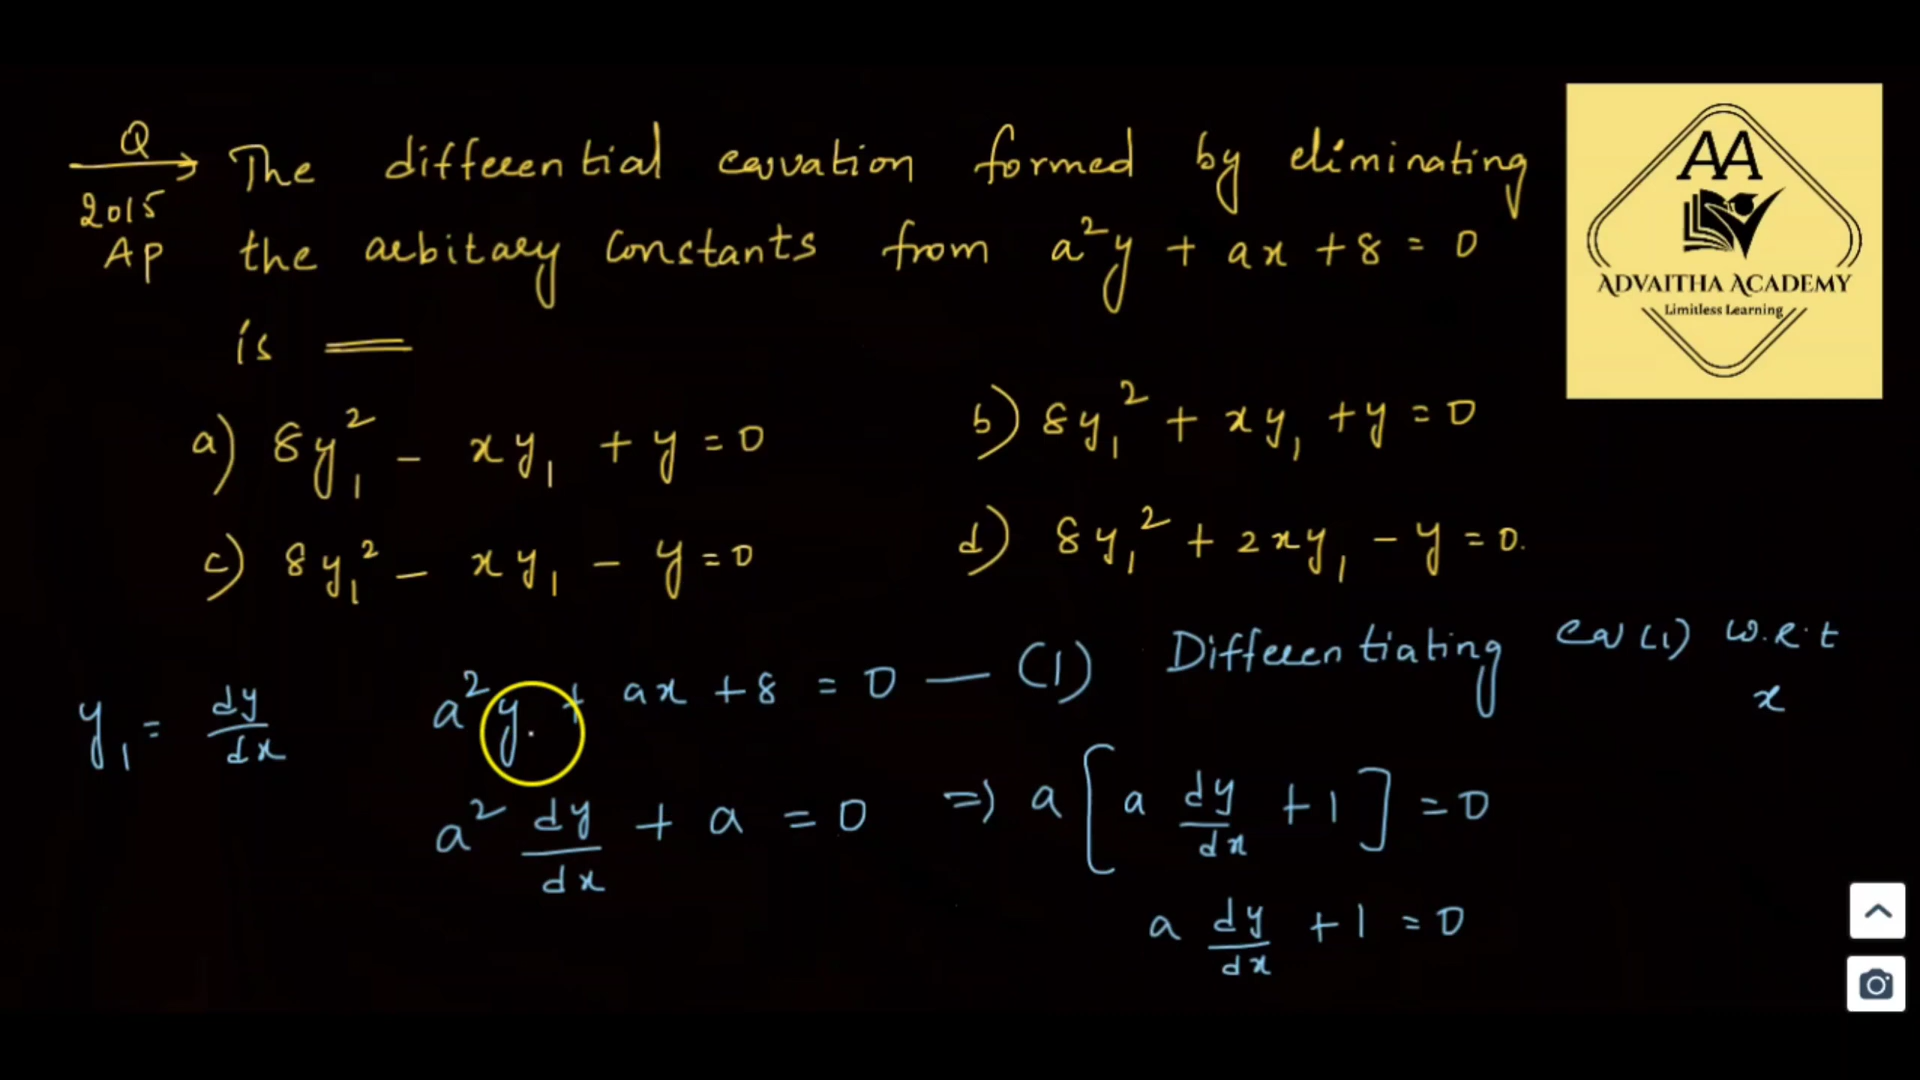 Q
2015
AP
The differential equation formed by eliminating
the arbitary constants from a²y + ax + 8 = 0
is ___
a) 8y₁² - xy₁ + y = 0
b) 8y₁² + xy₁ + y = 0
c) 8y₁² - xy₁ - y = 0
d) 8y₁² + 2xy₁ - y = 0.
y₁ = dy/dx
a²y + ax + 8 = 0 — (1) Differentiating eq (1) w.r.t
x
a² dy/dx + a = 0 ⇒ a [a dy/dx + 1] = 0
a dy/dx + 1 = 0
AA
ADVAITHA ACADEMY
Limitless Learning